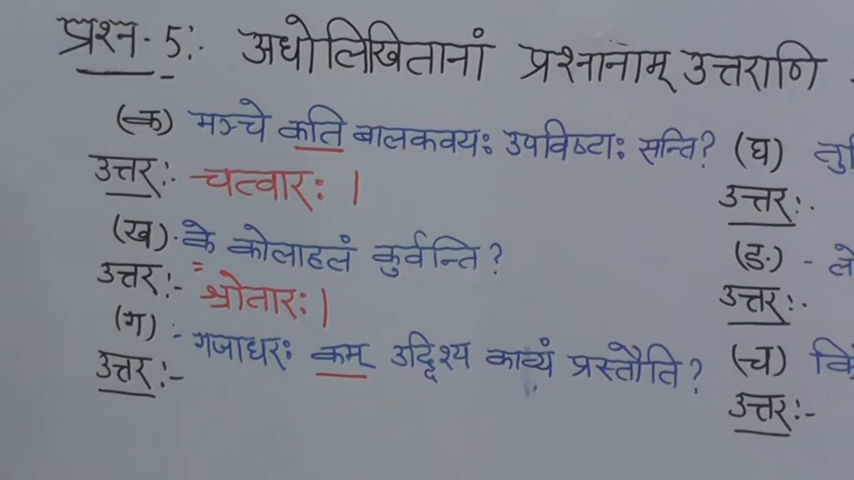 प्रश्न- 5:- अधोलिखितानां प्रश्नानाम् उत्तराणि
(क) मञ्चे कति बालकवयः उपविष्टाः सन्ति?
उत्तर:- चत्वारः।
(ख)- के कोलाहलं कुर्वन्ति?
उत्तर:- श्रोतारः।
(ग) :- गजाधरः कम् उद्दिश्य काव्यं प्रस्तौति?
उत्तर:-
(घ)
उत्तर:-
(ङ) -
उत्तर:-
(च)
उत्तर:-